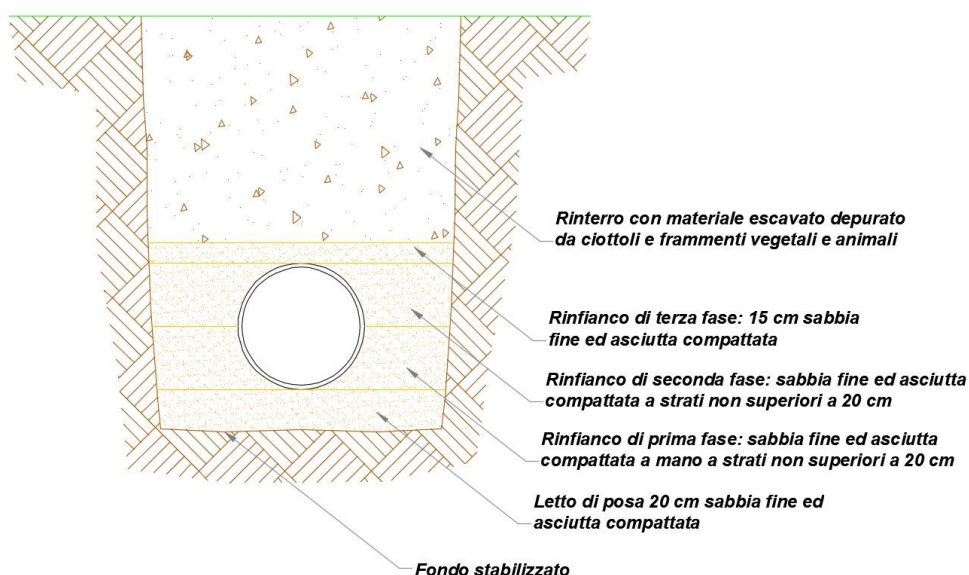 Rinterro con materiale escavato depurato
da ciottoli e frammenti vegetali e animali
Rinfianco di terza fase: 15 cm sabbia
fine ed asciutta compattata
Rinfianco di seconda fase: sabbia fine ed asciutta
compattata a strati non superiori a 20 cm
Rinfianco di prima fase: sabbia fine ed asciutta
compattata a mano a strati non superiori a 20 cm
Letto di posa 20 cm sabbia fine ed
asciutta compattata
Fondo stabilizzato